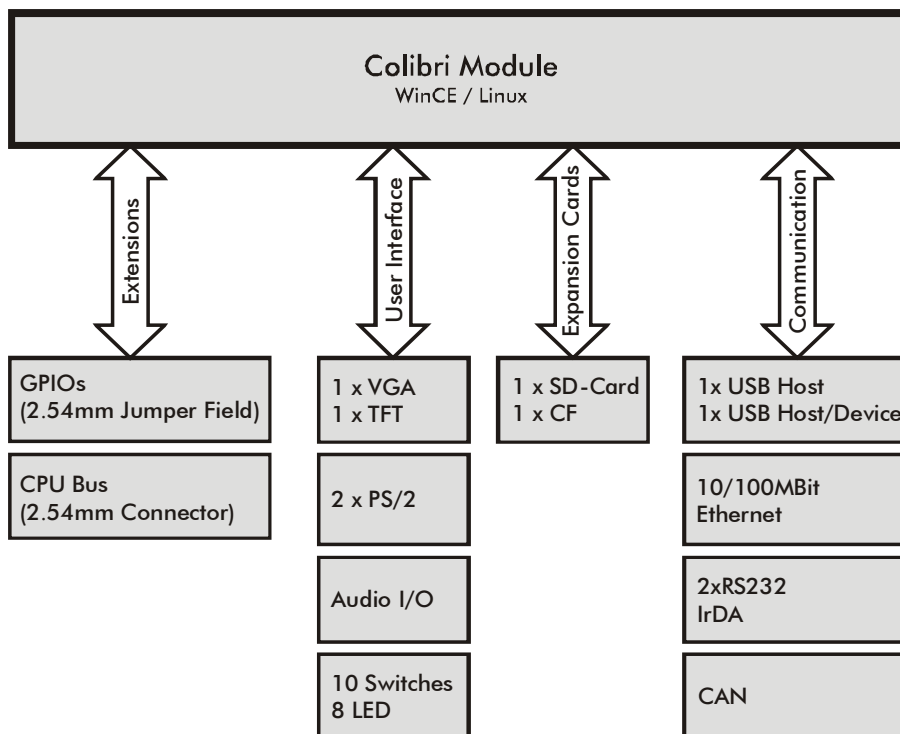 Colibri Module
WinCE / Linux
Extensions
User Interface
Expansion Cards
Communication
GPIOs
(2.54mm Jumper Field)
CPU Bus
(2.54mm Connector)
1 x VGA
1 x TFT
2 x PS/2
Audio I/O
10 Switches
8 LED
1 x SD-Card
1 x CF
1x USB Host
1x USB Host/Device
10/100MBit
Ethernet
2xRS232
IrDA
CAN